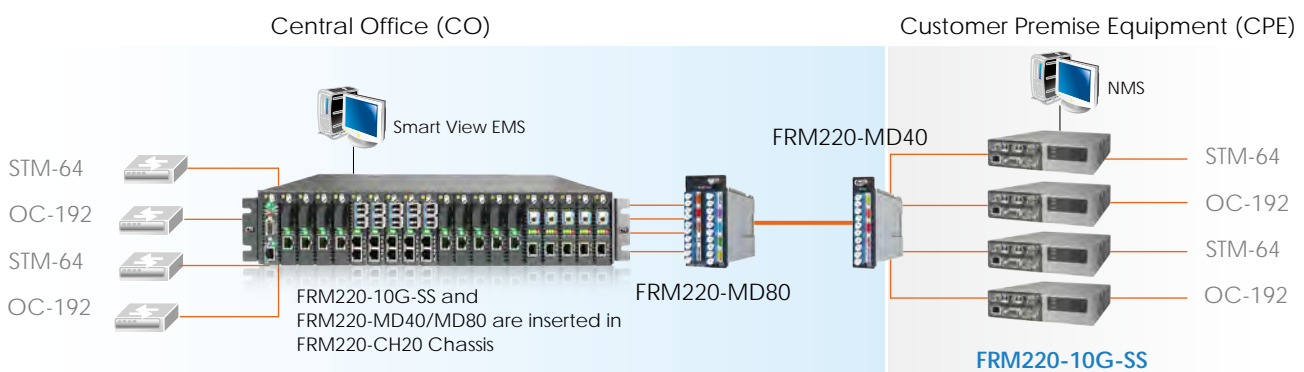 Central Office (CO)
Customer Premise Equipment (CPE)
Smart View EMS
NMS
FRM220-MD40
STM-64
OC-192
STM-64
OC-192
STM-64
OC-192
STM-64
OC-192
FRM220-MD80
FRM220-10G-SS and
FRM220-MD40/MD80 are inserted in
FRM220-CH20 Chassis
FRM220-10G-SS